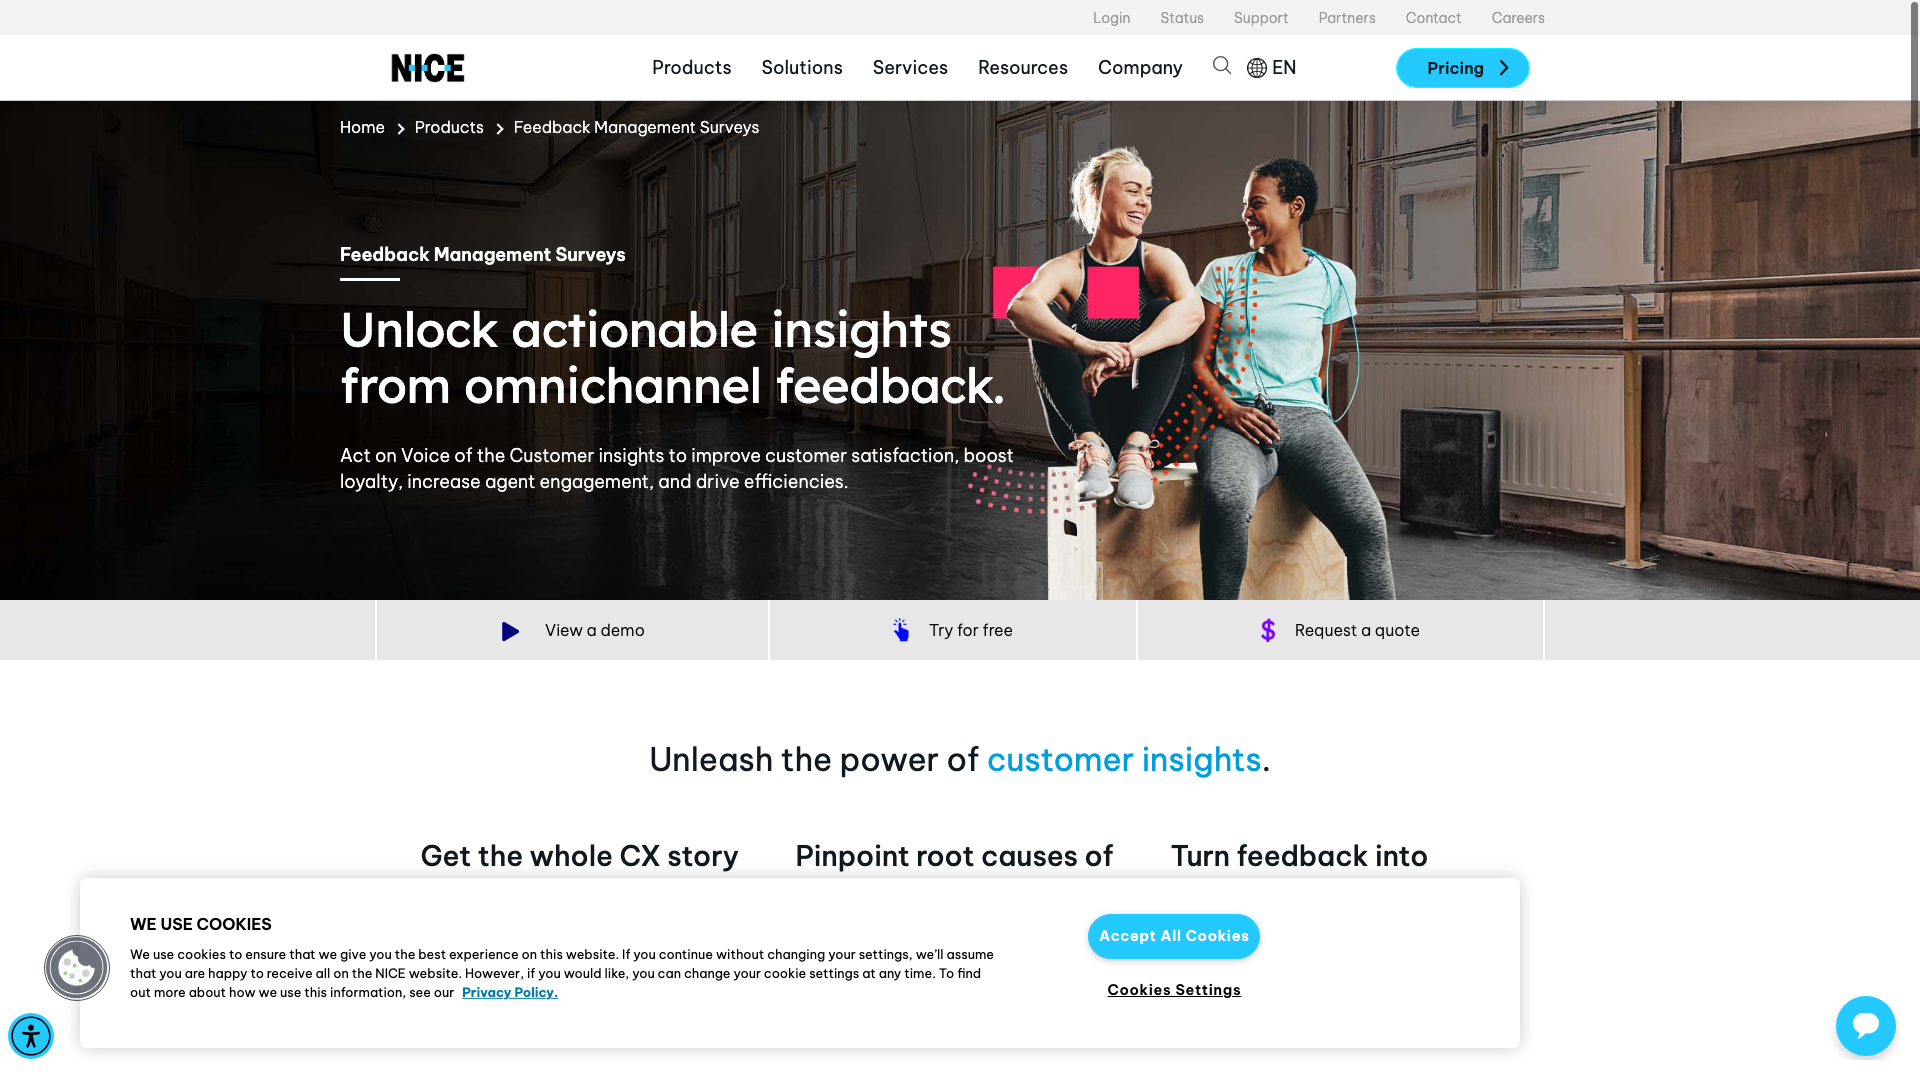 Login Status Support Partners Contact Careers
NICE
Products Solutions Services Resources Company EN
Pricing
Home Products Feedback Management Surveys
Feedback Management Surveys
Unlock actionable insights
from omnichannel feedback.
Act on Voice of the Customer insights to improve customer satisfaction, boost
loyalty, increase agent engagement, and drive efficiencies.
View a demo
Try for free
$ Request a quote
Unleash the power of customer insights.
Get the whole CX story
Pinpoint root causes of
Turn feedback into
WE USE COOKIES
We use cookies to ensure that we give you the best experience on this website. If you continue without changing your settings, we’ll assume
that you are happy to receive all on the NICE website. However, if you would like, you can change your cookie settings at any time. To find
out more about how we use this information, see our Privacy Policy.
Accept All Cookies
Cookies Settings